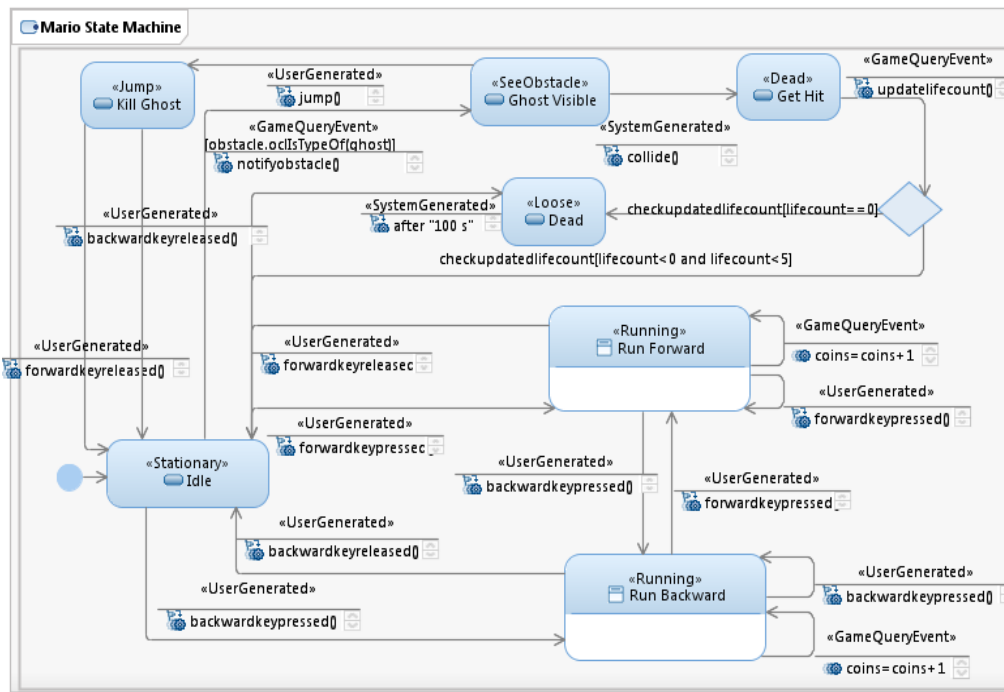 Mario State Machine
«Jump»
Kill Ghost
«UserGenerated»
jump()
«SeeObstacle»
Ghost Visible
«Dead»
Get Hit
«GameQueryEvent»
updatelifecount()
«GameQueryEvent»
[obstacle.oclIsTypeOf(ghost)]
notifyobstacle()
«SystemGenerated»
collide()
«UserGenerated»
backwardkeyreleased()
«SystemGenerated»
after "100 s"
«Loose»
Dead
checkupdatedlifecount[lifecount==0]
checkupdatedlifecount[lifecount<0 and lifecount<5]
«UserGenerated»
forwardkeyreleased()
«UserGenerated»
forwardkeyreleasec
«Running»
Run Forward
«GameQueryEvent»
coins=coins+1
«UserGenerated»
forwardkeypressed()
«UserGenerated»
forwardkeypressec
«Stationary»
Idle
«UserGenerated»
backwardkeypressed()
«UserGenerated»
forwardkeypressed
«UserGenerated»
backwardkeyreleased()
«UserGenerated»
backwardkeypressed()
«Running»
Run Backward
«UserGenerated»
backwardkeypressed()
«GameQueryEvent»
coins=coins+1